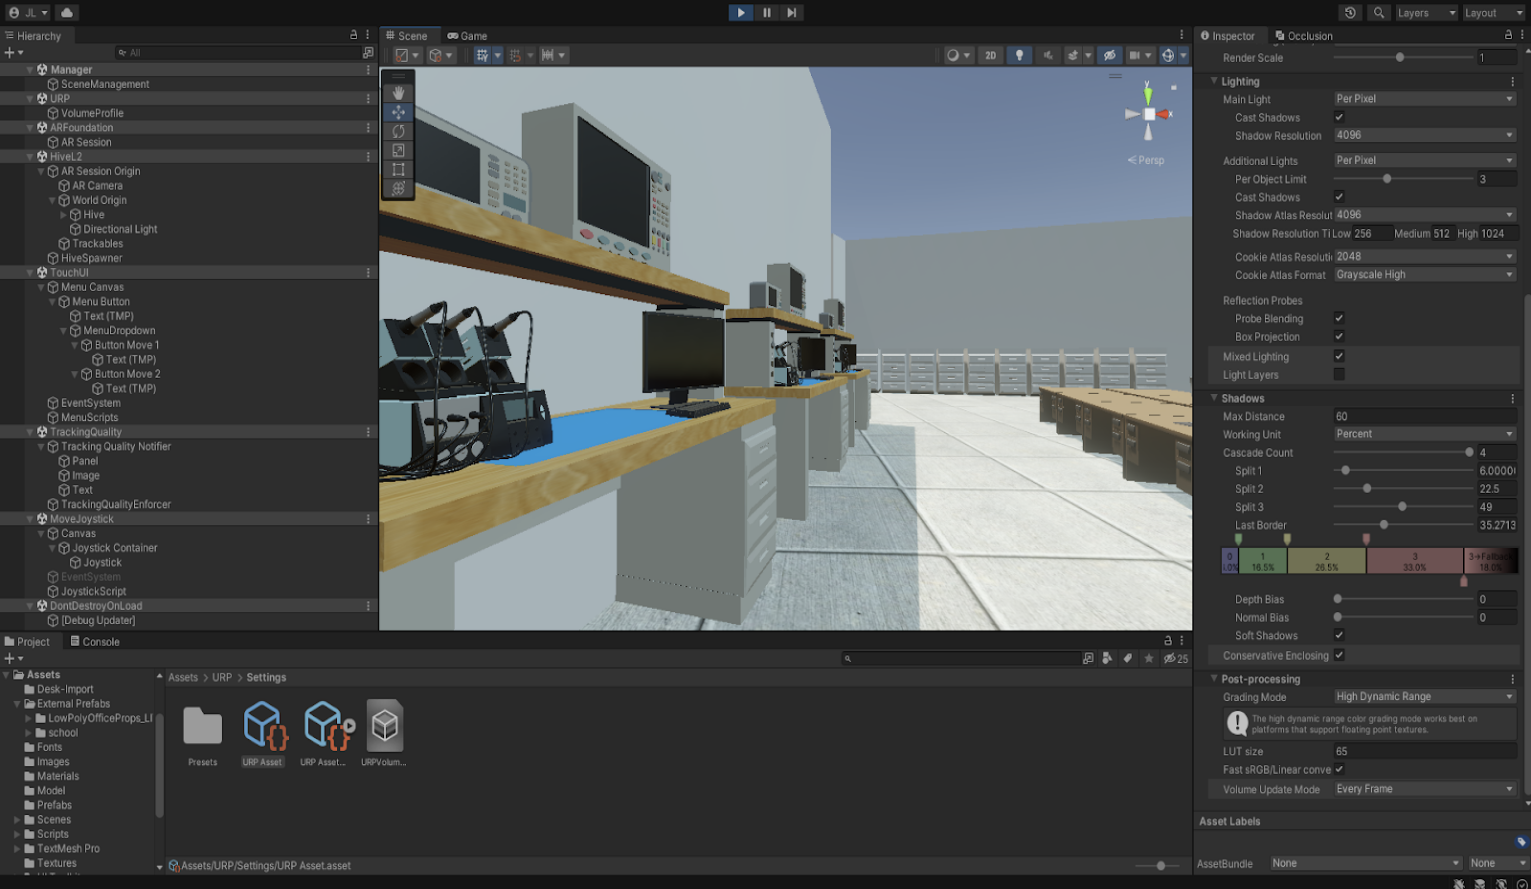 JL
Layers
Layout
Hierarchy
All
Manager
SceneManagement
URP
VolumeProfile
ARFoundation
AR Session
HiveL2
AR Session Origin
AR Camera
World Origin
Hive
Directional Light
Trackables
HiveSpawner
TouchUI
Menu Canvas
Menu Button
Text (TMP)
MenuDropdown
Button Move 1
Text (TMP)
Button Move 2
Text (TMP)
EventSystem
MenuScripts
TrackingQuality
Tracking Quality Notifier
Panel
Image
Text
TrackingQualityEnforcer
MoveJoystick
Canvas
Joystick Container
Joystick
EventSystem
JoystickScript
DontDestroyOnLoad
[Debug Updater]
Scene
Game
2D
y
x
Persp
Inspector
Occlusion
Render Scale 1
Lighting
Main Light Per Pixel
Cast Shadows
Shadow Resolution 4096
Additional Lights Per Pixel
Per Object Limit 3
Cast Shadows
Shadow Atlas Resolut 4096
Shadow Resolution Ti Low 256 Medium 512 High 1024
Cookie Atlas Resolutic 2048
Cookie Atlas Format Grayscale High
Reflection Probes
Probe Blending
Box Projection
Mixed Lighting
Light Layers
Shadows
Max Distance 60
Working Unit Percent
Cascade Count 4
Split 1 6.0000
Split 2 22.5
Split 3 49
Last Border 35.2713
0 1 2 3 3→Fallback
.0% 16.5% 26.5% 33.0% 18.0%
Depth Bias 0
Normal Bias 0
Soft Shadows
Conservative Enclosing
Post-processing
Grading Mode High Dynamic Range
The high dynamic range color grading mode works best on
platforms that support floating point textures.
LUT size 65
Fast sRGB/Linear conve
Volume Update Mode Every Frame
Asset Labels
AssetBundle None None
Project
Console
25
Assets
Desk-Import
External Prefabs
LowPolyOfficeProps_LI
school
Fonts
Images
Materials
Model
Prefabs
Scenes
Scripts
TextMesh Pro
Textures
Assets > URP > Settings
Presets
URP Asset
URP Asset...
URPVolum...
Assets/URP/Settings/URP Asset.asset